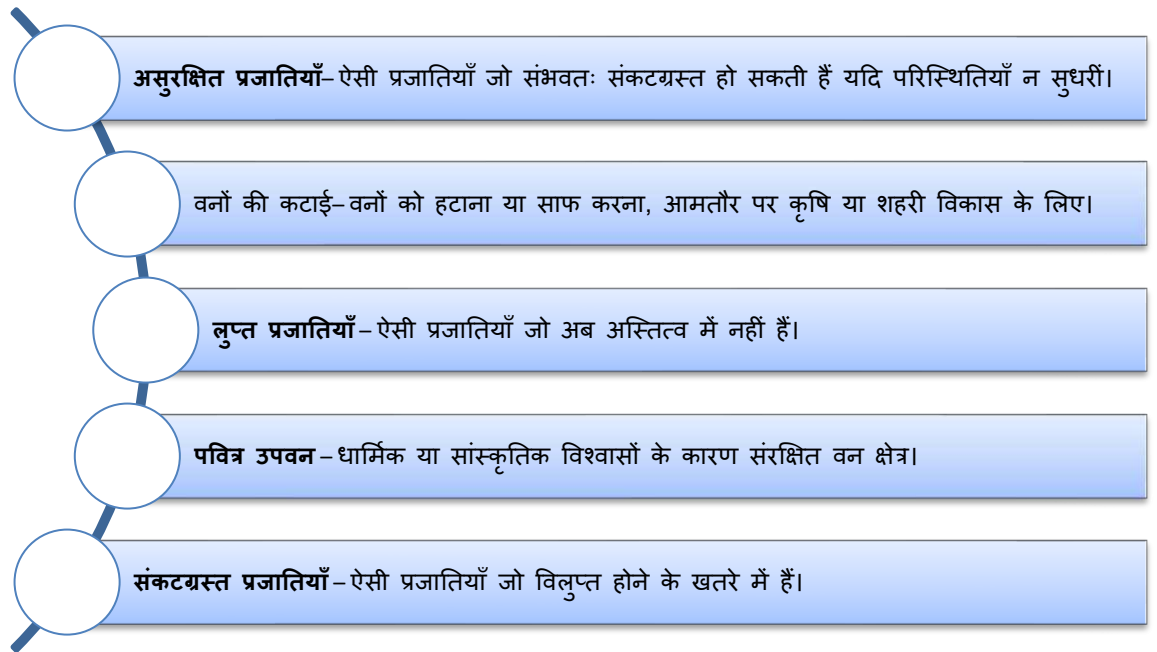 असुरक्षित प्रजातियाँ– ऐसी प्रजातियाँ जो संभवतः संकटग्रस्त हो सकती हैं यदि परिस्थितियाँ न सुधरीं।
वनों की कटाई– वनों को हटाना या साफ करना, आमतौर पर कृषि या शहरी विकास के लिए।
लुप्त प्रजातियाँ – ऐसी प्रजातियाँ जो अब अस्तित्व में नहीं हैं।
पवित्र उपवन – धार्मिक या सांस्कृतिक विश्वासों के कारण संरक्षित वन क्षेत्र।
संकटग्रस्त प्रजातियाँ – ऐसी प्रजातियाँ जो विलुप्त होने के खतरे में हैं।